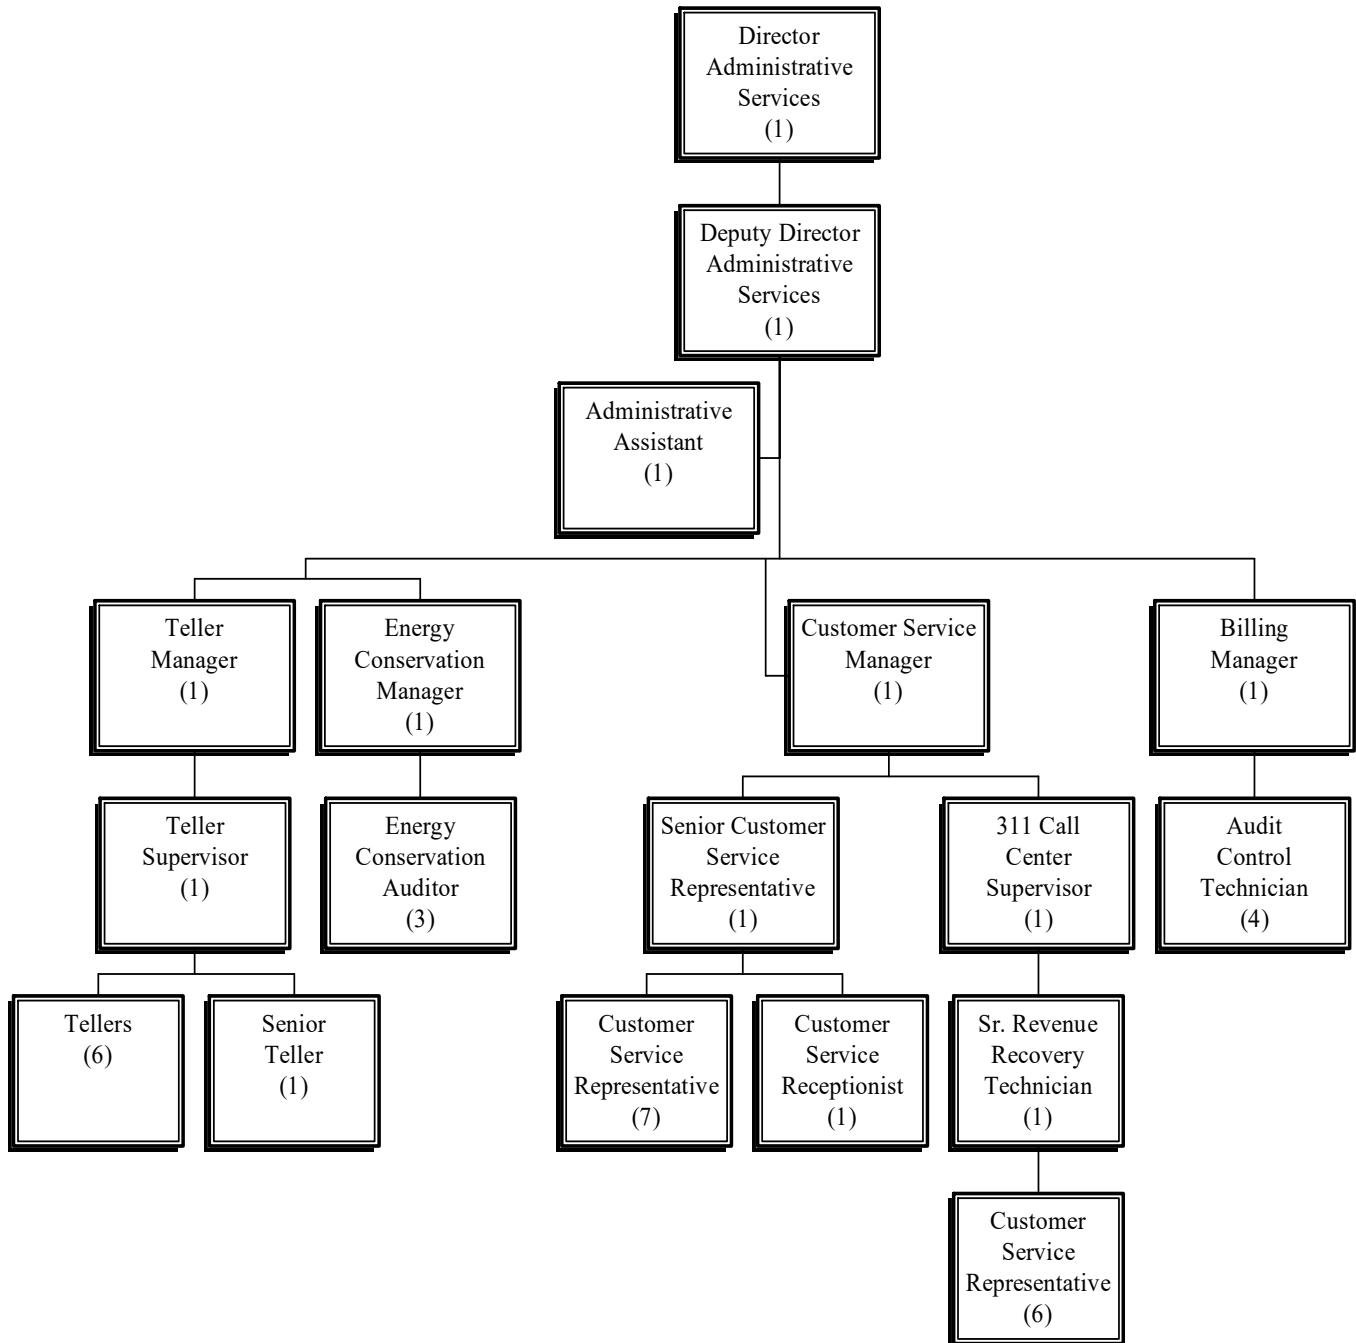 Director
Administrative
Services
(1)
Deputy Director
Administrative
Services
(1)
Administrative
Assistant
(1)
Teller
Manager
(1)
Energy
Conservation
Manager
(1)
Customer Service
Manager
(1)
Billing
Manager
(1)
Teller
Supervisor
(1)
Energy
Conservation
Auditor
(3)
Senior Customer
Service
Representative
(1)
311 Call
Center
Supervisor
(1)
Audit
Control
Technician
(4)
Tellers
(6)
Senior
Teller
(1)
Customer
Service
Representative
(7)
Customer
Service
Receptionist
(1)
Sr. Revenue
Recovery
Technician
(1)
Customer
Service
Representative
(6)